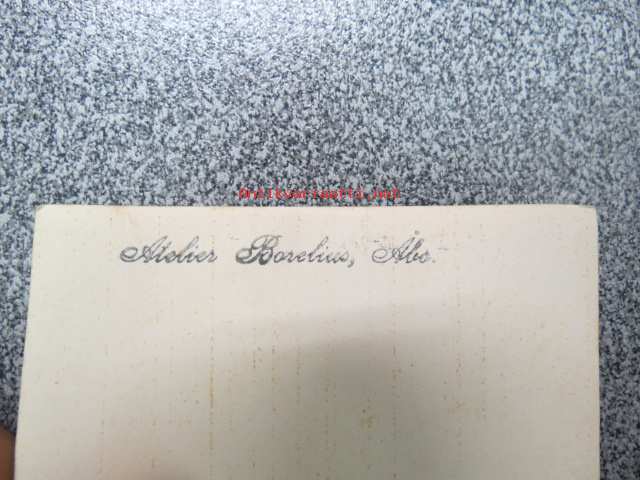 Antikvariaatti.net
Atelier Borelius, Åbo.